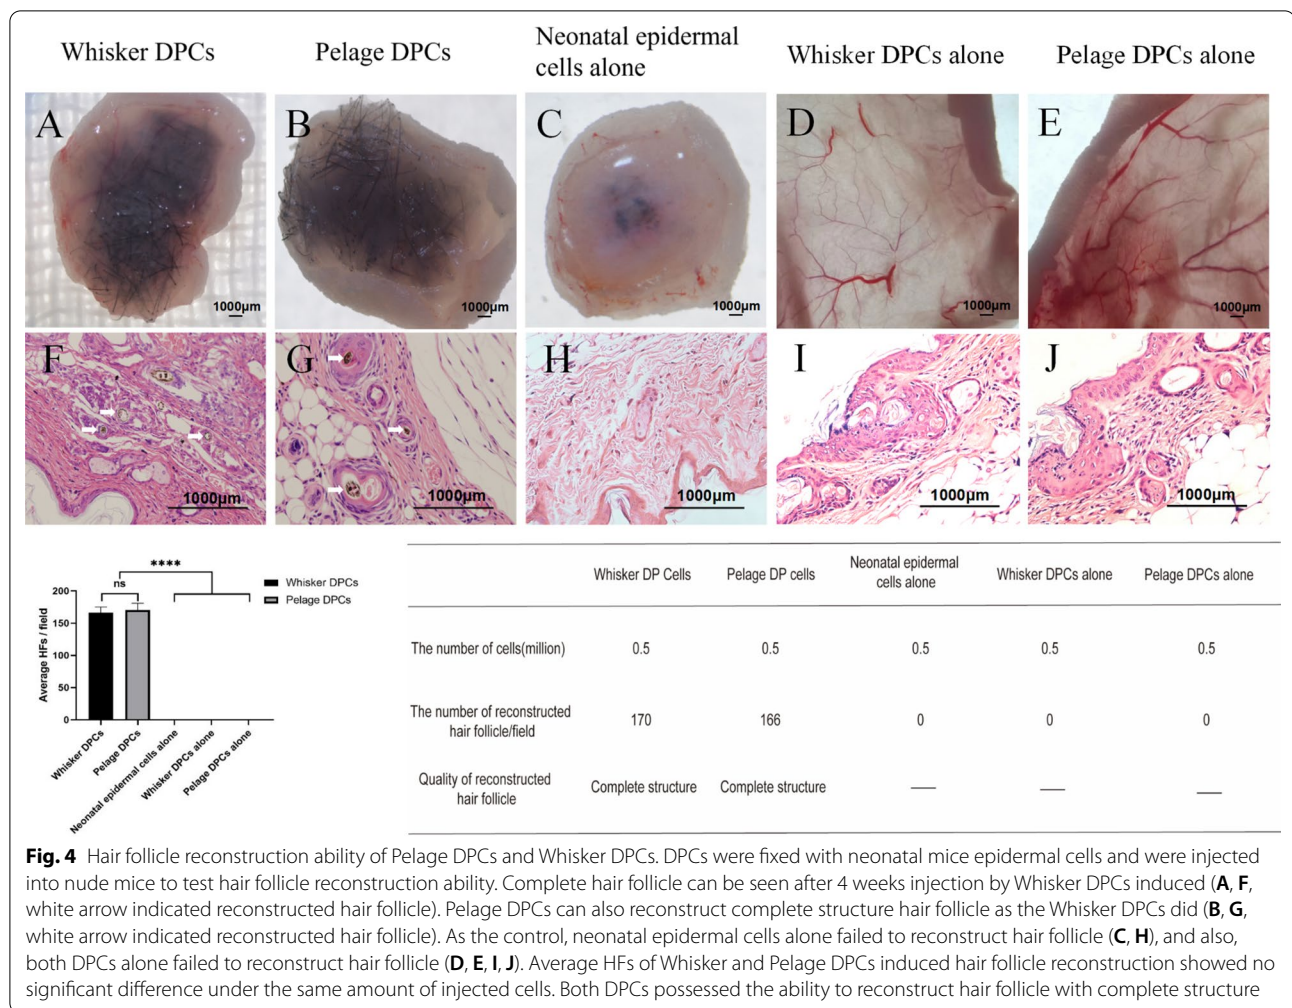 Whisker DPCs
Pelage DPCs
Neonatal epidermal
cells alone
Whisker DPCs alone
Pelage DPCs alone
A
B
C
D
E
1000μm
1000μm
1000μm
1000μm
1000μm
F
G
H
I
J
1000μm
1000μm
1000μm
1000μm
1000μm
****
ns
Whisker DPCs
Pelage DPCs
Average HFs / field
200
150
100
50
0
Whisker DPCs
Pelage DPCs
Neonatal epidermal cells alone
Whisker DPCs alone
Pelage DPCs alone
Whisker DP Cells
Pelage DP cells
Neonatal epidermal
cells alone
Whisker DPCs alone
Pelage DPCs alone
The number of cells(million)
0.5
0.5
0.5
0.5
0.5
The number of reconstructed
hair follicle/field
170
166
0
0
0
Quality of reconstructed
hair follicle
Complete structure
Complete structure
—
—
—
Fig. 4 Hair follicle reconstruction ability of Pelage DPCs and Whisker DPCs. DPCs were fixed with neonatal mice epidermal cells and were injected
into nude mice to test hair follicle reconstruction ability. Complete hair follicle can be seen after 4 weeks injection by Whisker DPCs induced (A, F,
white arrow indicated reconstructed hair follicle). Pelage DPCs can also reconstruct complete structure hair follicle as the Whisker DPCs did (B, G,
white arrow indicated reconstructed hair follicle). As the control, neonatal epidermal cells alone failed to reconstruct hair follicle (C, H), and also,
both DPCs alone failed to reconstruct hair follicle (D, E, I, J). Average HFs of Whisker and Pelage DPCs induced hair follicle reconstruction showed no
significant difference under the same amount of injected cells. Both DPCs possessed the ability to reconstruct hair follicle with complete structure